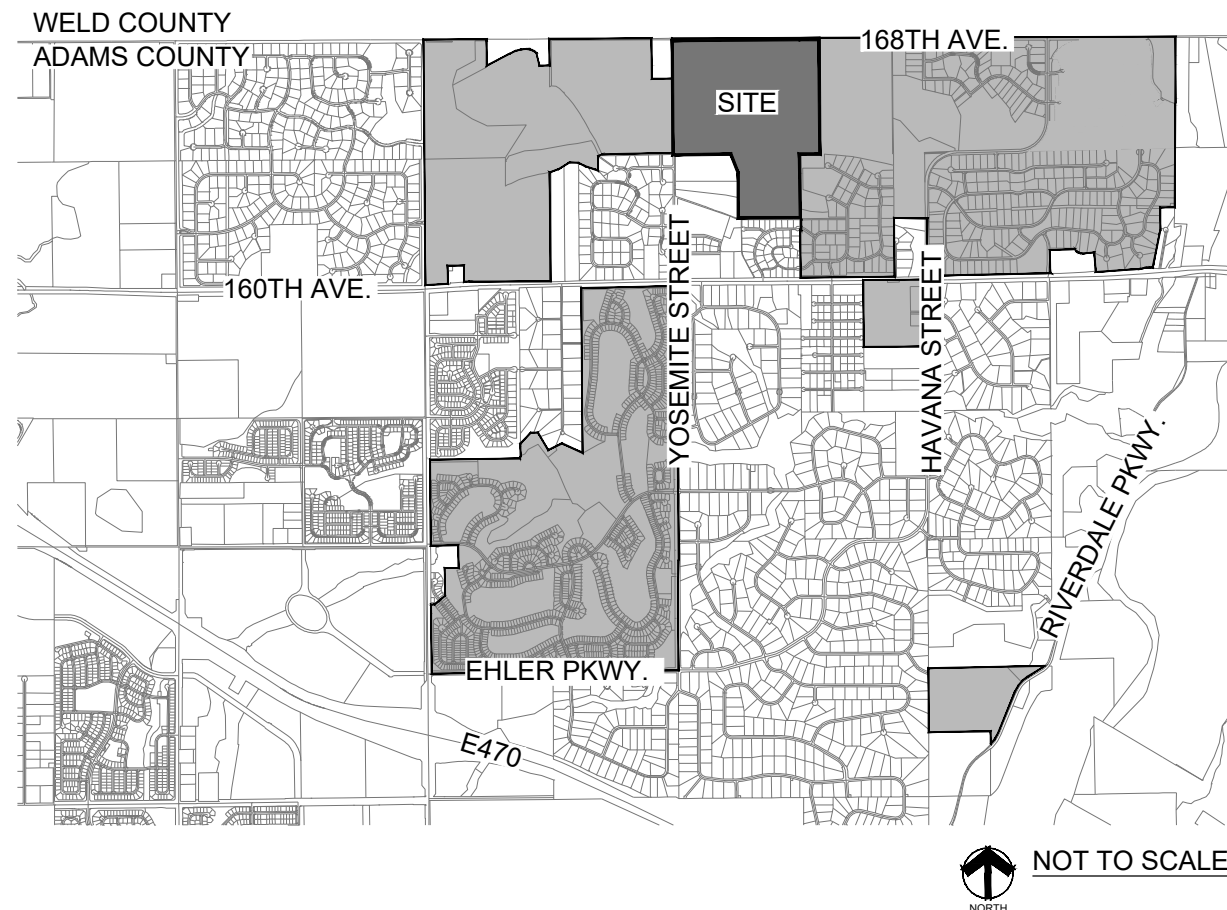 WELD COUNTY
ADAMS COUNTY
168TH AVE.
SITE
YOSEMITE STREET
HAVANA STREET
160TH AVE.
RIVERDALE PKWY.
EHLER PKWY.
E470
NOT TO SCALE
NORTH